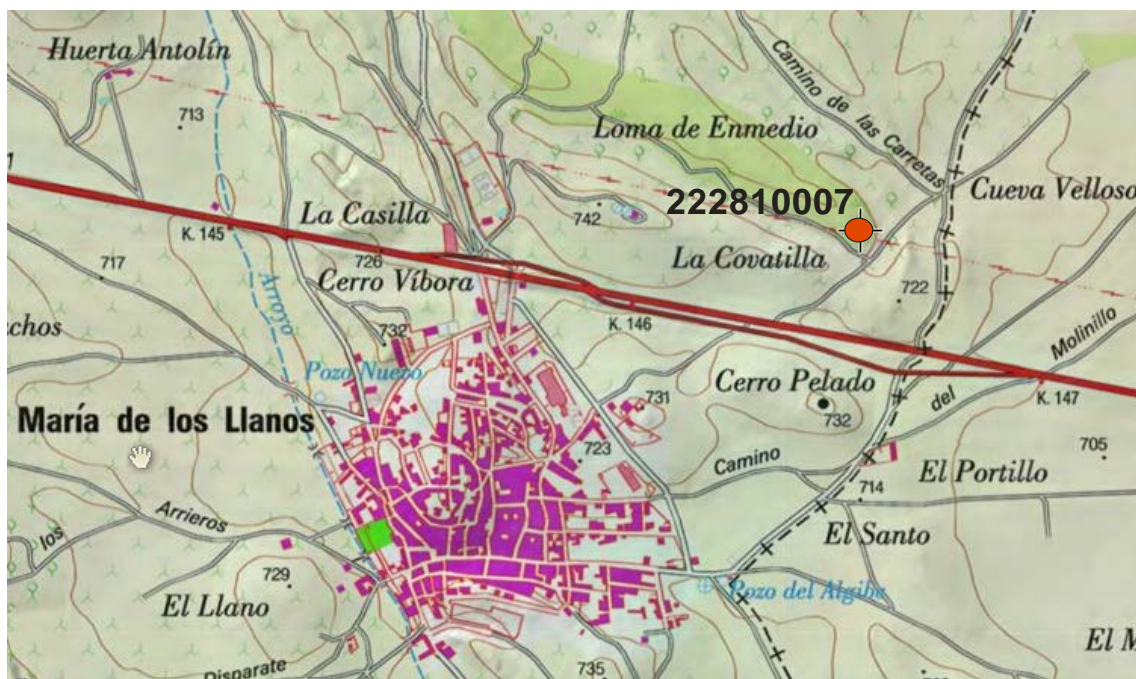 Huerta Antolín
713
Camino de las Carretas
Loma de Enmedio
Cueva Velloso
222810007
742
La Casilla
K. 145
La Covatilla
726
717
Cerro Víbora
722
Arroyo
K. 146
Molinillo
chos
732
Pozo Nuevo
Cerro Pelado
731
732
del
K. 147
María de los Llanos
723
705
Camino
El Portillo
714
Arrieros
los
El Santo
729
Pozo del Algibe
El Llano
El M
Disparate
735